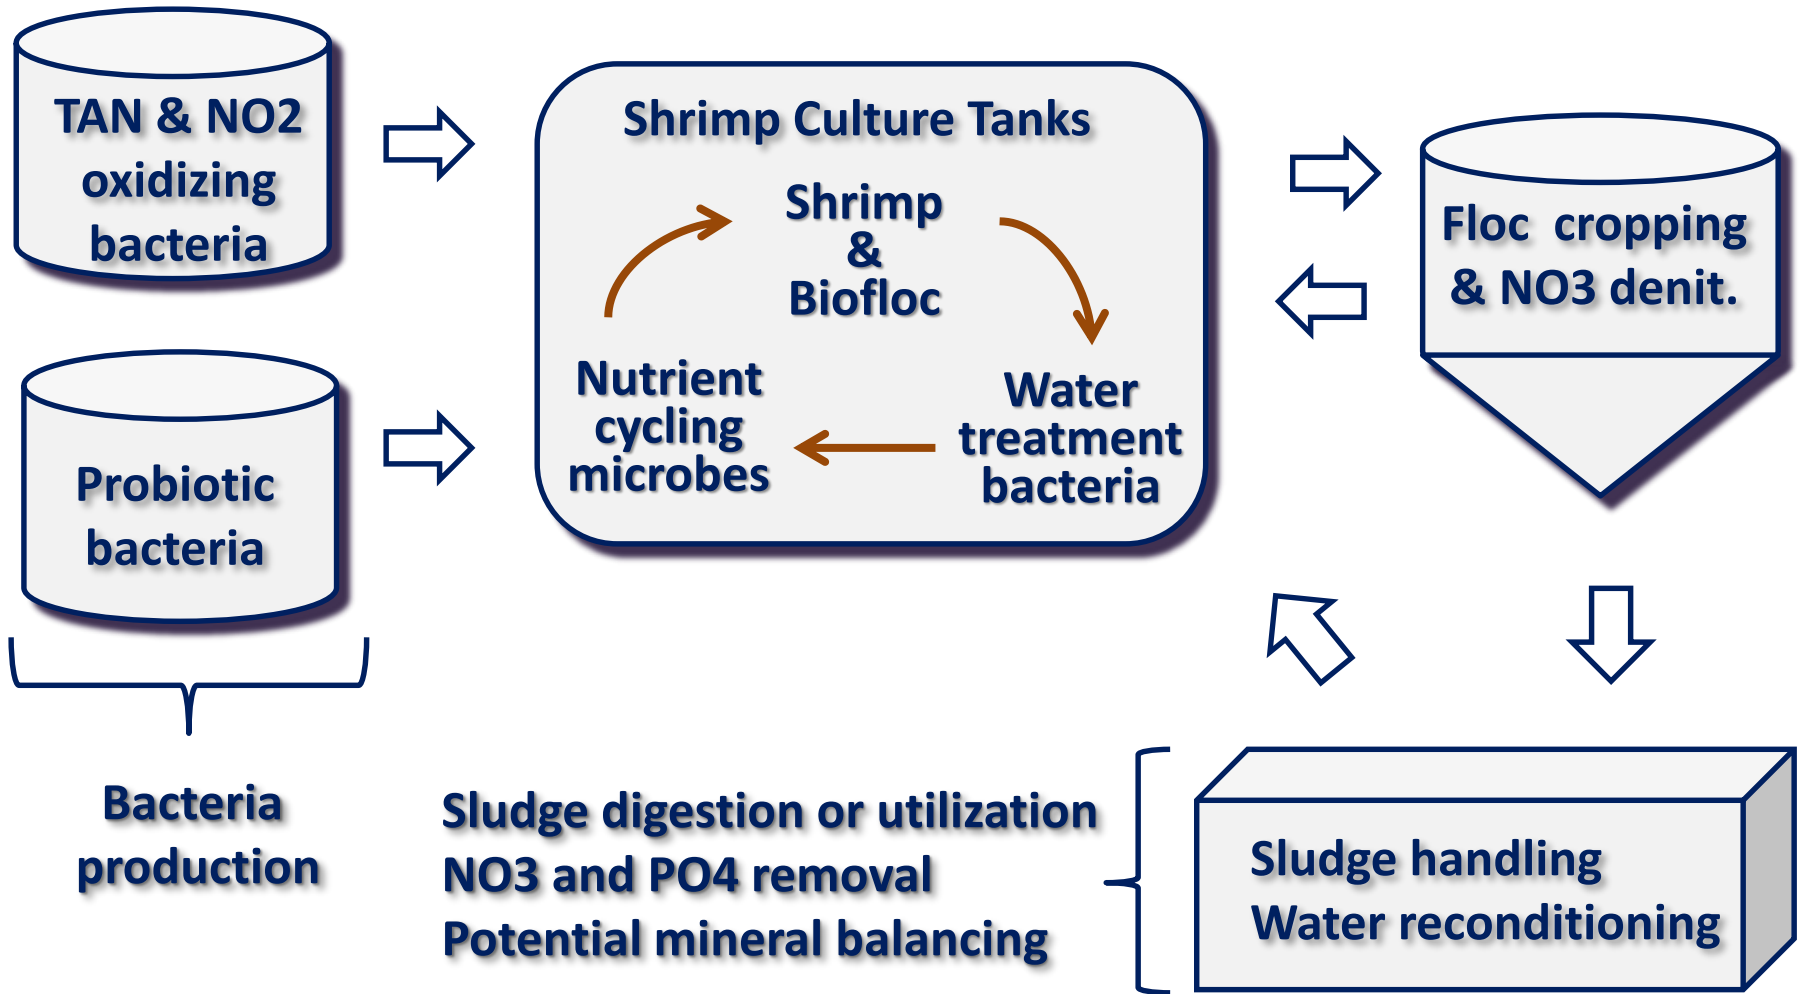 TAN & NO2
oxidizing
bacteria
Probiotic
bacteria
Bacteria
production
Shrimp Culture Tanks
Shrimp
&
Biofloc
Water
treatment
bacteria
Nutrient
cycling
microbes
Floc cropping
& NO3 denit.
Sludge handling
Water reconditioning
Sludge digestion or utilization
NO3 and PO4 removal
Potential mineral balancing